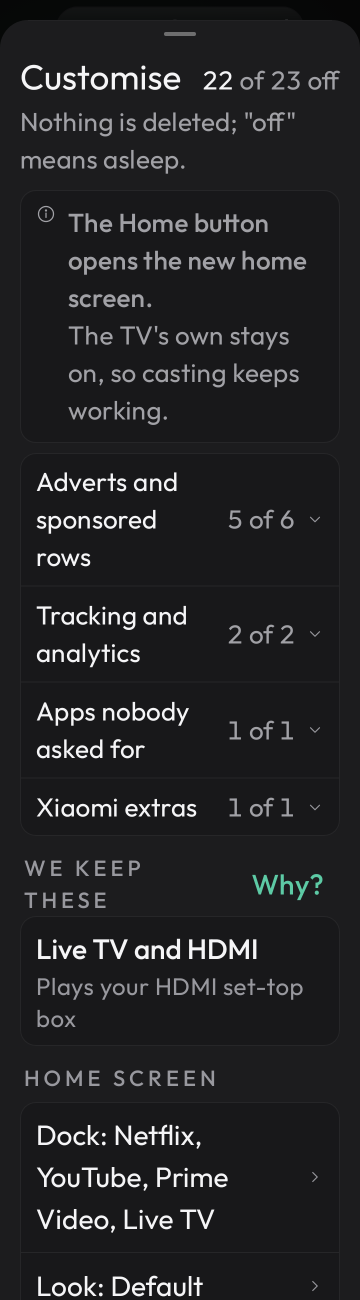 Customise 22 of 23 off
Nothing is deleted; "off"
means asleep.
The Home button
opens the new home
screen.
The TV's own stays
on, so casting keeps
working.
Adverts and
sponsored
rows
5 of 6
Tracking and
analytics
2 of 2
Apps nobody
asked for
1 of 1
Xiaomi extras 1 of 1
WE KEEP
THESE
Why?
Live TV and HDMI
Plays your HDMI set-top
box
HOME SCREEN
Dock: Netflix,
YouTube, Prime
Video, Live TV
Look: Default